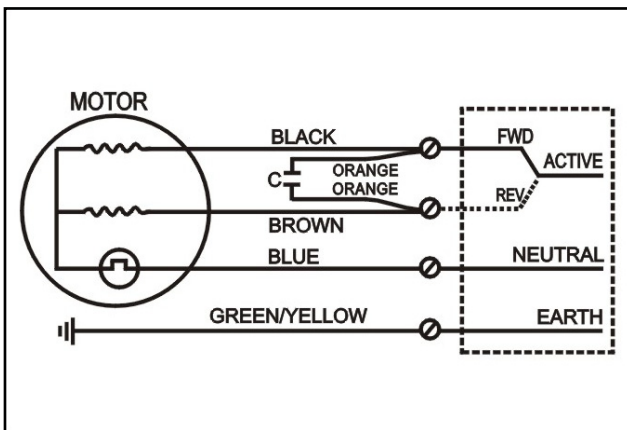 MOTOR
BLACK
FWD
ACTIVE
C
ORANGE
ORANGE
REV
BROWN
BLUE
NEUTRAL
GREEN/YELLOW
EARTH